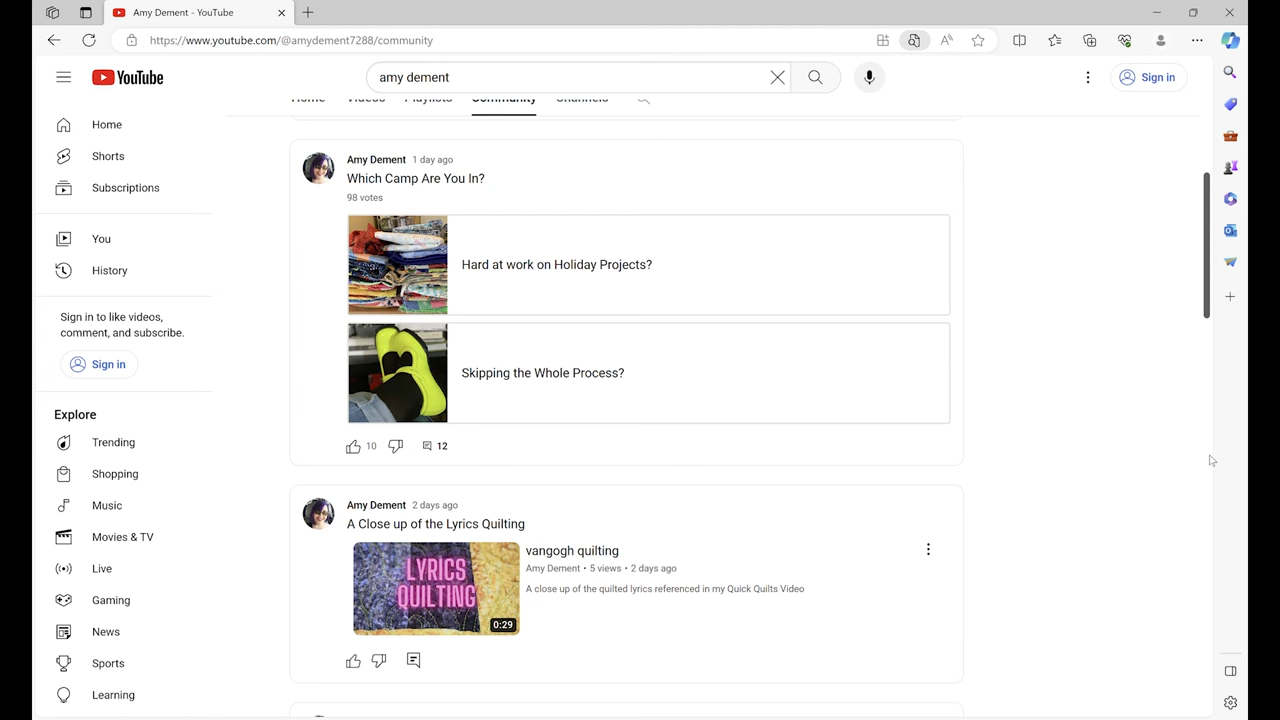 Amy Dement - YouTube
https://www.youtube.com/@amydement7288/community
YouTube
amy dement
Sign in
Home Videos Playlists Community Channels
Home
Shorts
Subscriptions
You
History
Sign in to like videos,
comment, and subscribe.
Sign in
Explore
Trending
Shopping
Music
Movies & TV
Live
Gaming
News
Sports
Learning
Amy Dement 1 day ago
Which Camp Are You In?
98 votes
Hard at work on Holiday Projects?
Skipping the Whole Process?
10 12
Amy Dement 2 days ago
A Close up of the Lyrics Quilting
LYRICS
QUILTING
0:29
vangogh quilting
Amy Dement • 5 views • 2 days ago
A close up of the quilted lyrics referenced in my Quick Quilts Video